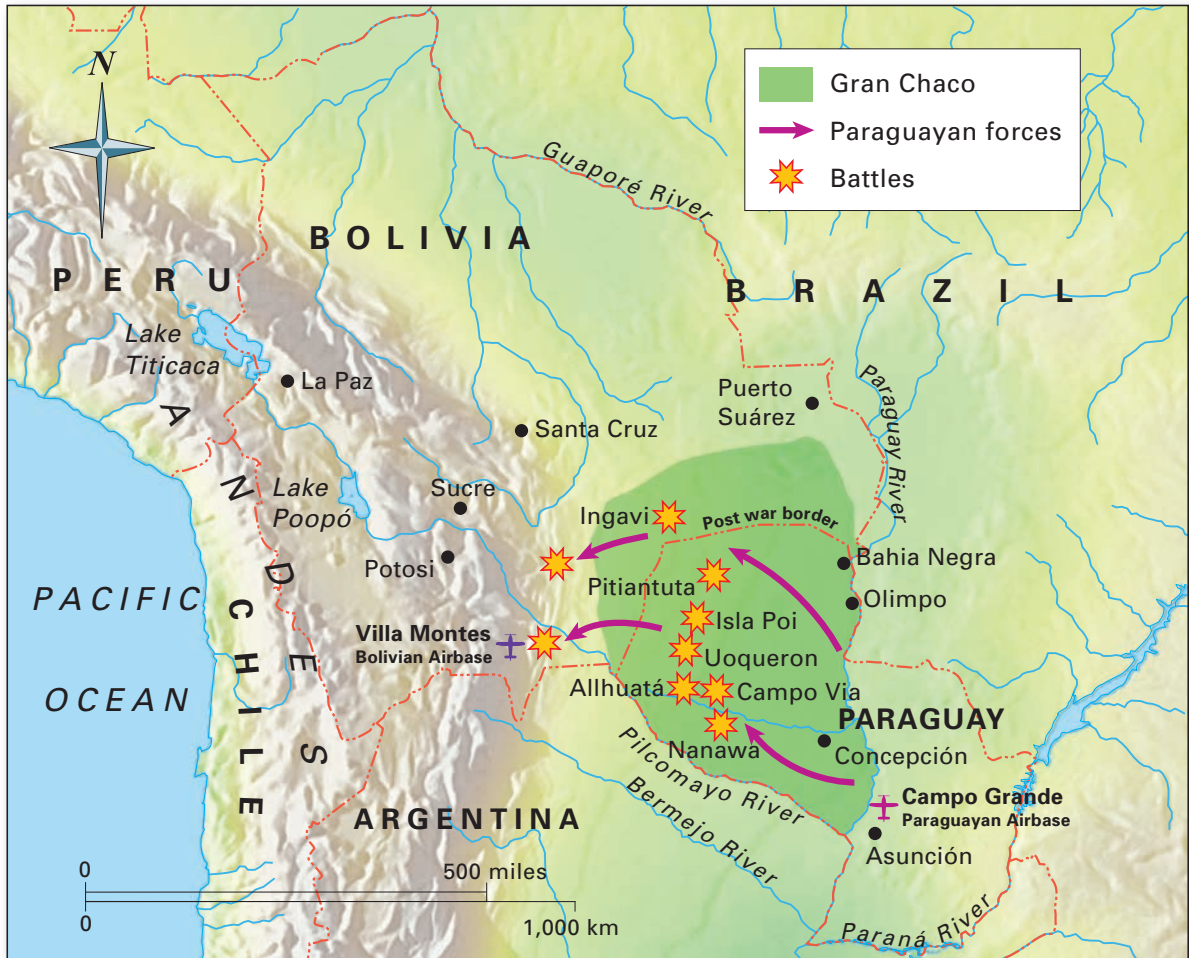 N
Gran Chaco
Paraguayan forces
Battles
Guaporé River
BOLIVIA
PERU
BRAZIL
Lake
Titicaca
La Paz
Puerto
Suárez
Paraguay River
ANDES
Santa Cruz
Lake
Poopó
Sucre
Ingavi
Post war border
Potosi
Pitiantuta
Bahia Negra
Olimpo
PACIFIC
OCEAN
CHILE
Isla Poi
Villa Montes
Bolivian Airbase
Uoqueron
Allhuatá
Campo Via
PARAGUAY
Nanawa
Concepción
Pilcomayo River
Bermejo River
Campo Grande
Paraguayan Airbase
ARGENTINA
Asunción
0
500 miles
0
1,000 km
Paraná River